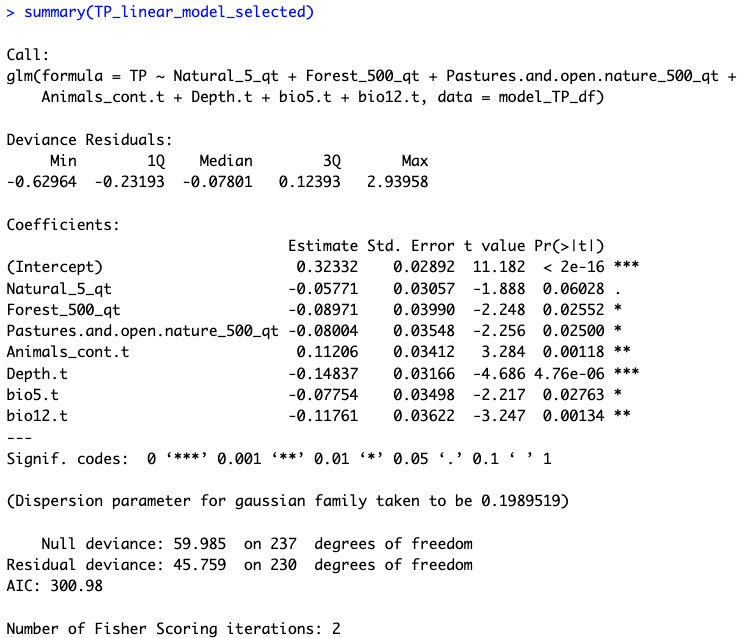 > summary(TP_linear_model_selected)
Call:
glm(formula = TP ~ Natural_5_qt + Forest_500_qt + Pastures.and.open.nature_500_qt +
    Animals_cont.t + Depth.t + bio5.t + bio12.t, data = model_TP_df)
Deviance Residuals:
     Min       1Q   Median       3Q      Max
-0.62964  -0.23193  -0.07801  0.12393  2.93958
Coefficients:
                                Estimate Std. Error t value Pr(>|t|)
(Intercept)                      0.32332    0.02892  11.182  < 2e-16 ***
Natural_5_qt                    -0.05771    0.03057  -1.888  0.06028 .
Forest_500_qt                   -0.08971    0.03990  -2.248  0.02552 *
Pastures.and.open.nature_500_qt -0.08004    0.03548  -2.256  0.02500 *
Animals_cont.t                   0.11206    0.03412   3.284  0.00118 **
Depth.t                         -0.14837    0.03166  -4.686 4.76e-06 ***
bio5.t                          -0.07754    0.03498  -2.217  0.02763 *
bio12.t                         -0.11761    0.03622  -3.247  0.00134 **
---
Signif. codes:  0 ‘***’ 0.001 ‘**’ 0.01 ‘*’ 0.05 ‘.’ 0.1 ‘ ’ 1
(Dispersion parameter for gaussian family taken to be 0.1989519)
    Null deviance: 59.985  on 237  degrees of freedom
Residual deviance: 45.759  on 230  degrees of freedom
AIC: 300.98
Number of Fisher Scoring iterations: 2